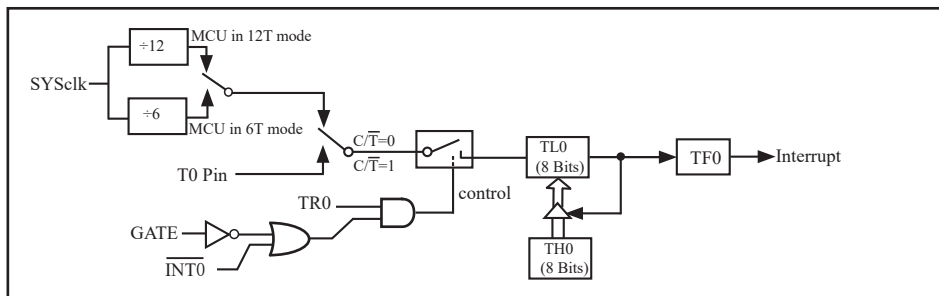 MCU in 12T mode
÷12
SYSclk
÷6
MCU in 6T mode
C/T̅=0
C/T̅=1
T0 Pin
TL0
(8 Bits)
TF0
Interrupt
control
TR0
GATE
I̅N̅T̅0̅
TH0
(8 Bits)